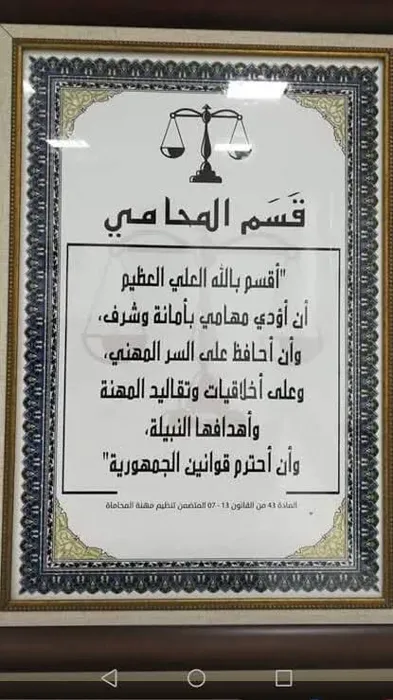 قَسَم المحامي
"أقسم بالله العلي العظيم
أن أؤدي مهامي بأمانة وشرف،
وأن أحافظ على السر المهني،
وعلى أخلاقيات وتقاليد المهنة
وأهدافها النبيلة،
وأن أحترم قوانين الجمهورية"
المادة 43 من القانون 13 - 07 المتضمن تنظيم مهنة المحاماة